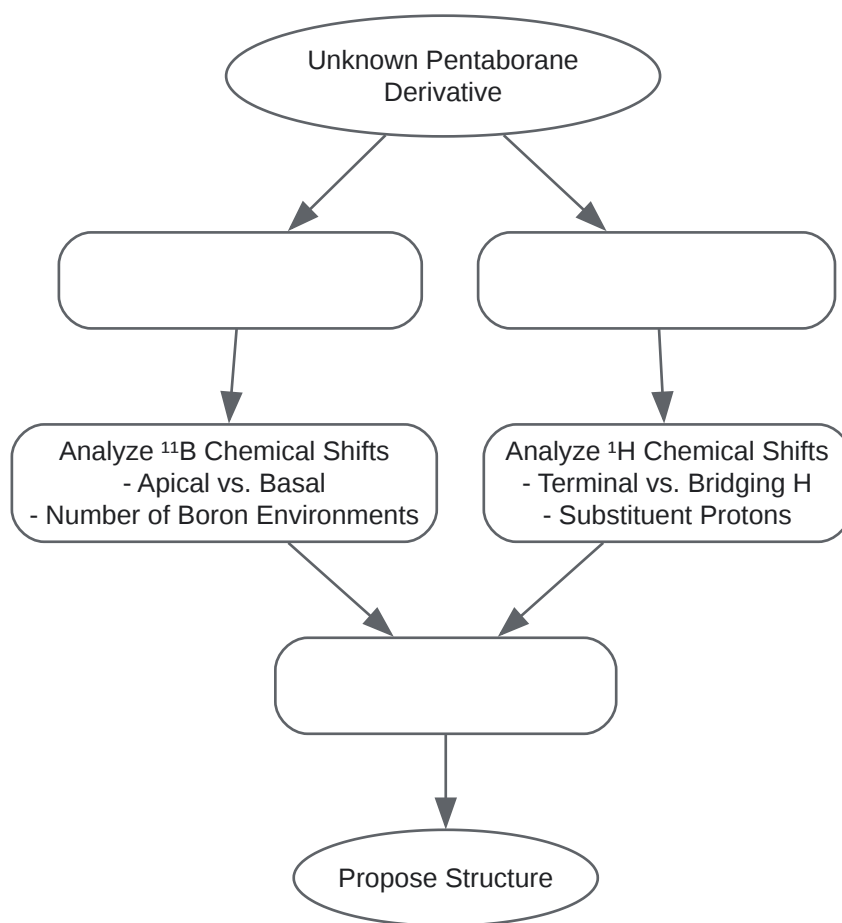 Unknown Pentaborane
Derivative
Analyze ¹¹B Chemical Shifts
- Apical vs. Basal
- Number of Boron Environments
Analyze ¹H Chemical Shifts
- Terminal vs. Bridging H
- Substituent Protons
Propose Structure